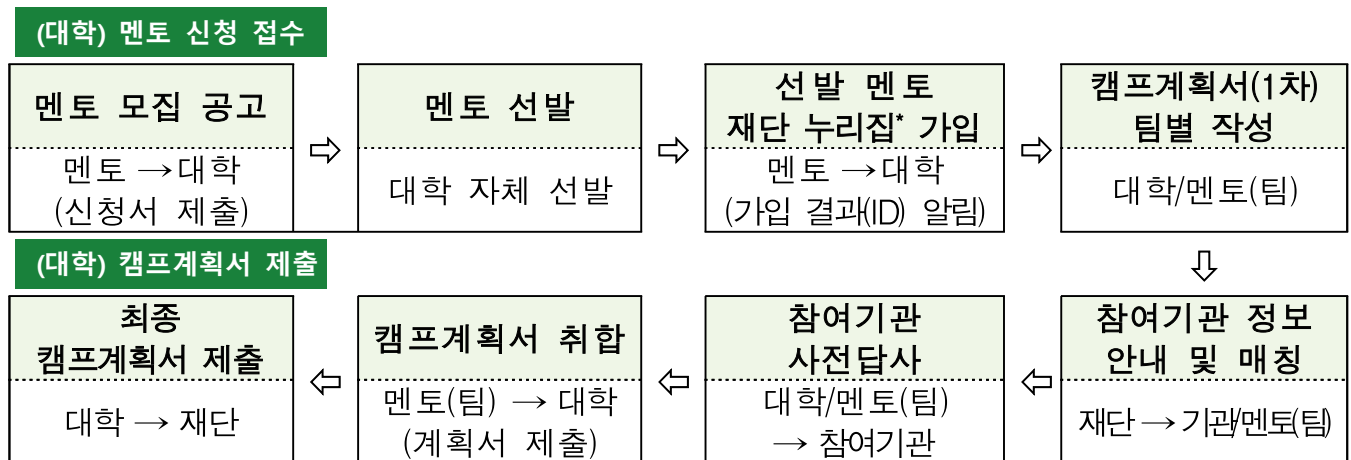 (대학) 멘토 신청 접수
멘토 모집 공고
멘토 → 대학
(신청서 제출)
⇨
멘토 선발
대학 자체 선발
⇨
선발 멘토
재단 누리집* 가입
멘토 → 대학
(가입 결과(ID) 알림)
⇨
캠프계획서(1차)
팀별 작성
대학/멘토(팀)
⇩
(대학) 캠프계획서 제출
최종
캠프계획서 제출
대학 → 재단
⇦
캠프계획서 취합
멘토(팀) → 대학
(계획서 제출)
⇦
참여기관
사전답사
대학/멘토(팀)
→ 참여기관
⇦
참여기관 정보
안내 및 매칭
재단 → 기관/멘토(팀)